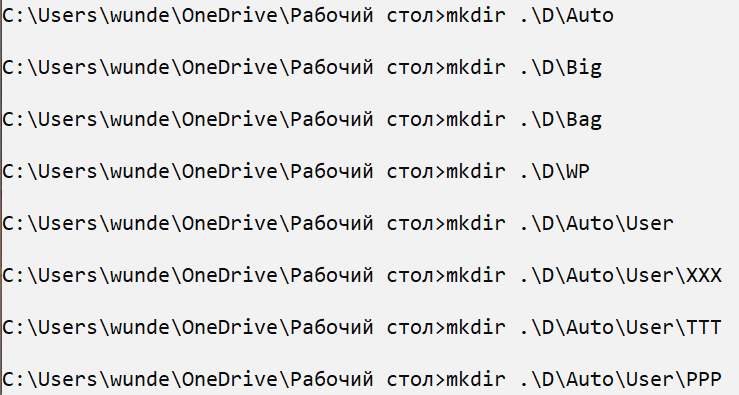 C:\Users\wunde\OneDrive\Рабочий стол>mkdir .\D\Auto
C:\Users\wunde\OneDrive\Рабочий стол>mkdir .\D\Big
C:\Users\wunde\OneDrive\Рабочий стол>mkdir .\D\Bag
C:\Users\wunde\OneDrive\Рабочий стол>mkdir .\D\WP
C:\Users\wunde\OneDrive\Рабочий стол>mkdir .\D\Auto\User
C:\Users\wunde\OneDrive\Рабочий стол>mkdir .\D\Auto\User\XXX
C:\Users\wunde\OneDrive\Рабочий стол>mkdir .\D\Auto\User\TTT
C:\Users\wunde\OneDrive\Рабочий стол>mkdir .\D\Auto\User\PPP